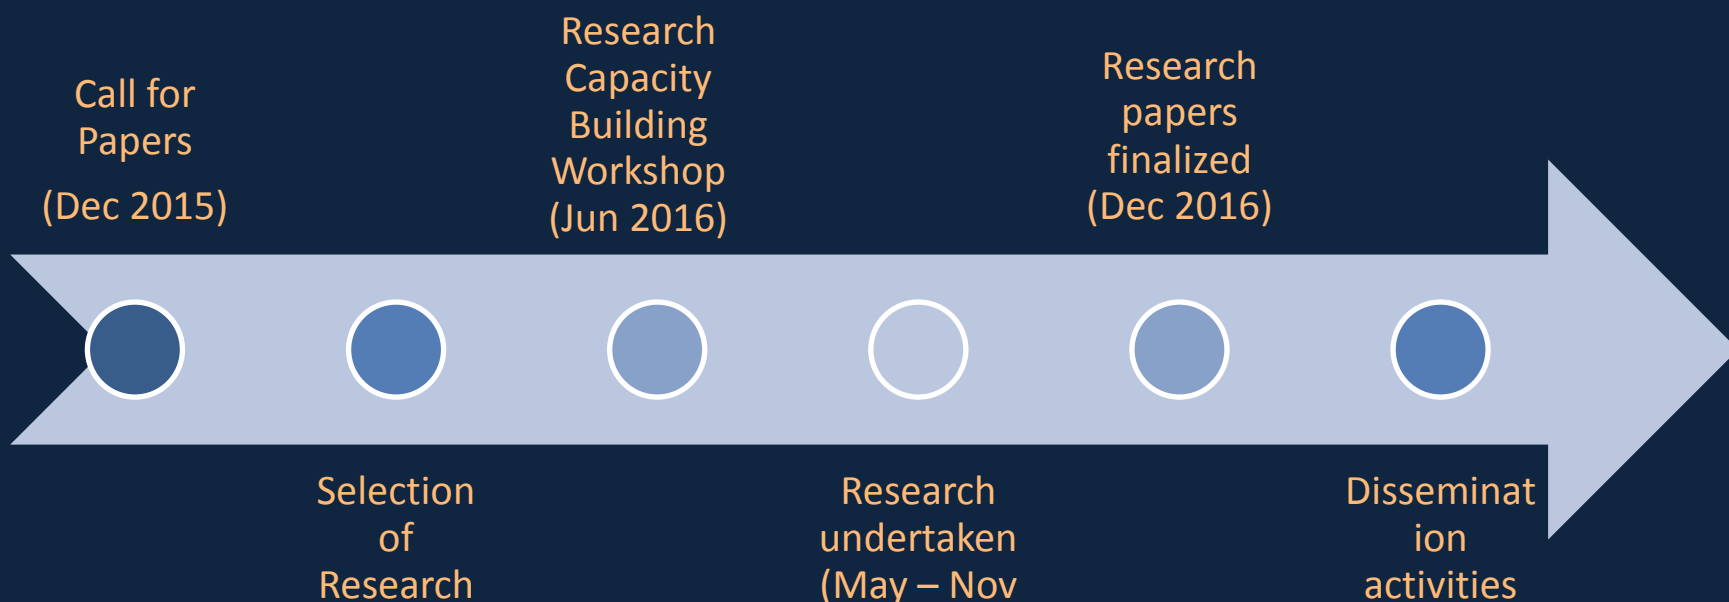 Call for
Papers
(Dec 2015)
Selection
of
Research
Research
Capacity
Building
Workshop
(Jun 2016)
Research
undertaken
(May – Nov
Research
papers
finalized
(Dec 2016)
Disseminat
ion
activities